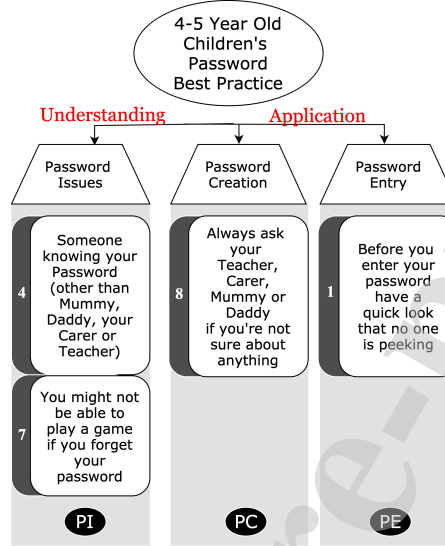 4-5 Year Old
Children's
Password
Best Practice
Understanding
Application
Password
Issues
Password
Creation
Password
Entry
4
Someone
knowing your
Password
(other than
Mummy,
Daddy, your
Carer or
Teacher)
8
Always ask
your
Teacher,
Carer,
Mummy or
Daddy
if you're not
sure about
anything
1
Before you
enter your
password
have a
quick look
that no one
is peeking
7
You might not
be able to
play a game
if you forget
your
password
PI
PC
PE
re-